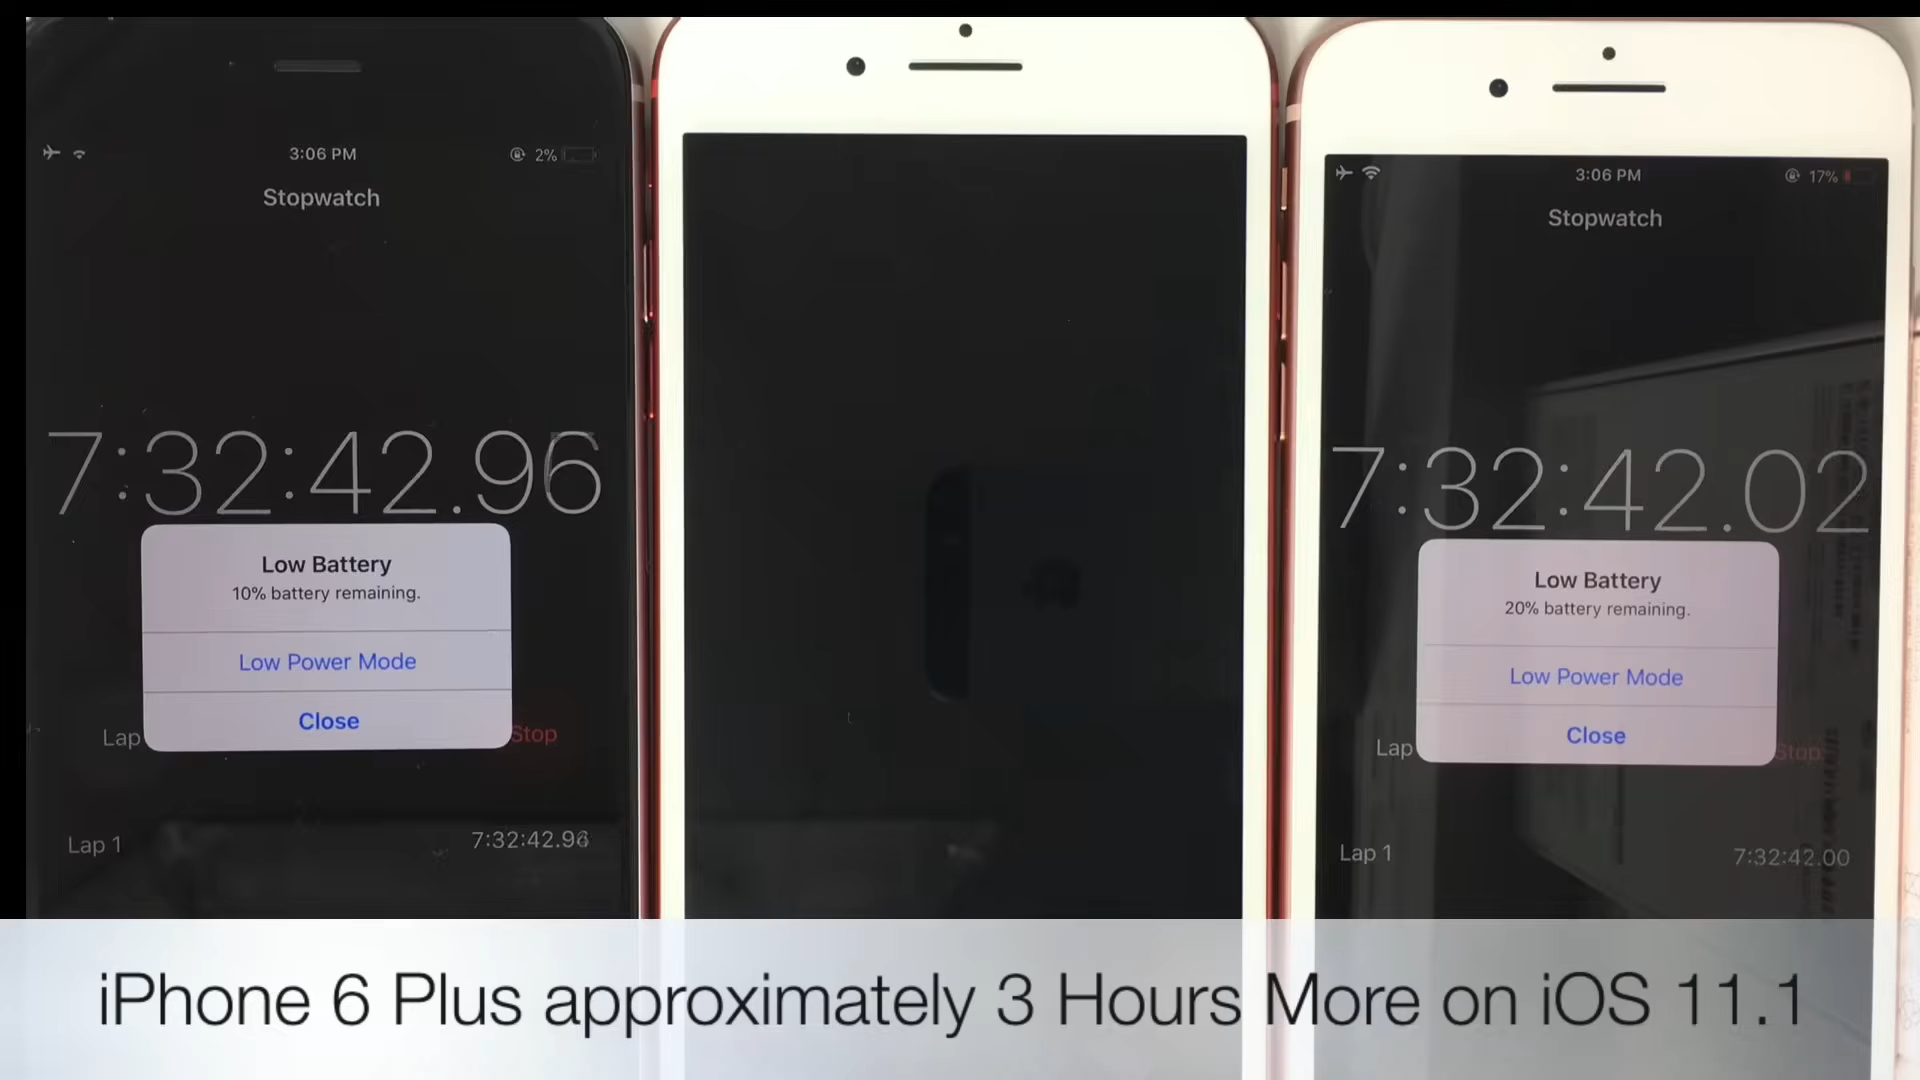 3:06 PM
2%
Stopwatch
7:32:42.96
Low Battery
10% battery remaining.
Low Power Mode
Close
Lap
Stop
Lap 1
7:32:42.96
3:06 PM
17%
Stopwatch
7:32:42.02
Low Battery
20% battery remaining.
Low Power Mode
Close
Lap
Stop
Lap 1
7:32:42.00
iPhone 6 Plus approximately 3 Hours More on iOS 11.1